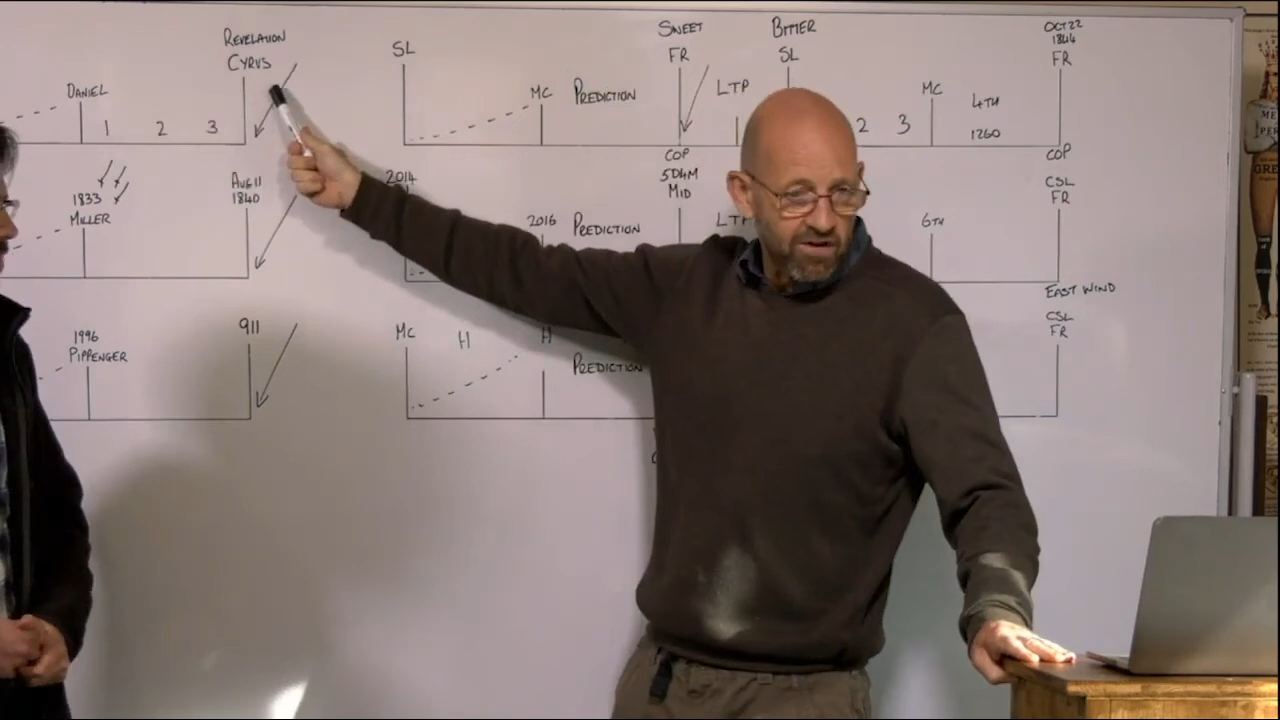 REVELATION
CYRUS
DANIEL
1 2 3
SL
MC PREDICTION
SWEET
FR
LTP
BITTER
SL
2 3
MC
4TH
1260
OCT 22
1844
FR
COP
COP
1833
MILLER
AUG 11
1840
2014
2016 PREDICTION
5D4M
MID
LTP
6TH
CSL
FR
EAST WIND
1996
PIPPENGER
911
MC H H
PREDICTION
CSL
FR